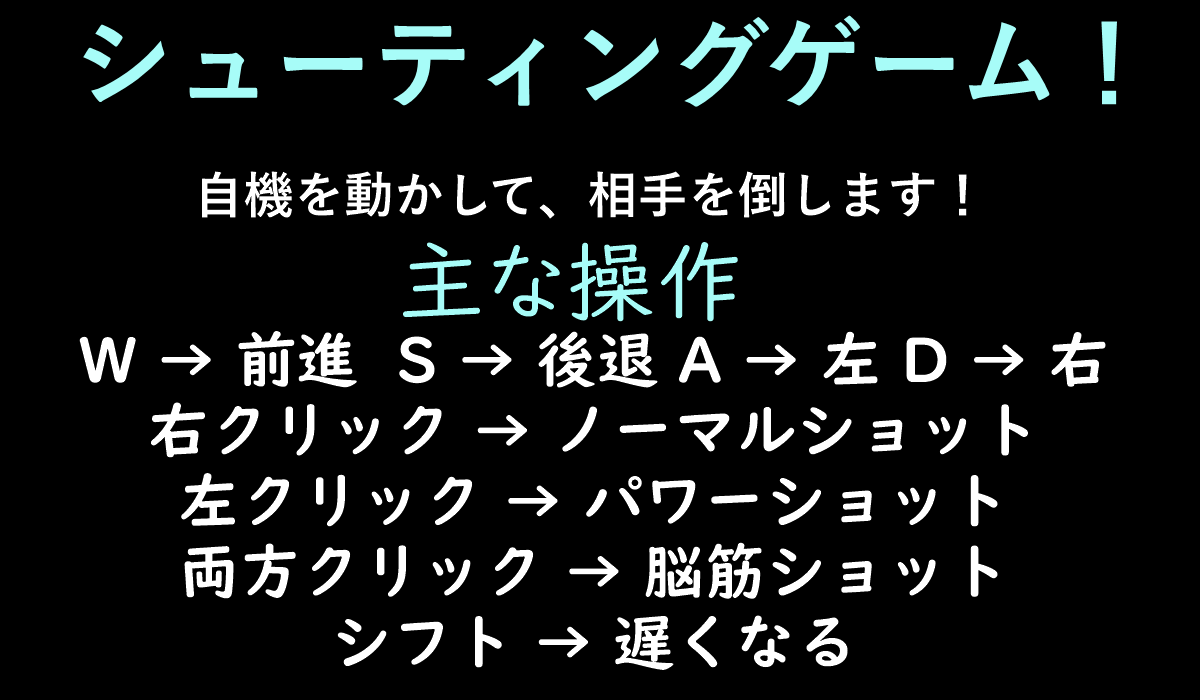 シューティングゲーム！
自機を動かして、相手を倒します！
主な操作
W → 前進 S → 後退 A → 左 D → 右
右クリック → ノーマルショット
左クリック → パワーショット
両方クリック → 脳筋ショット
シフト → 遅くなる